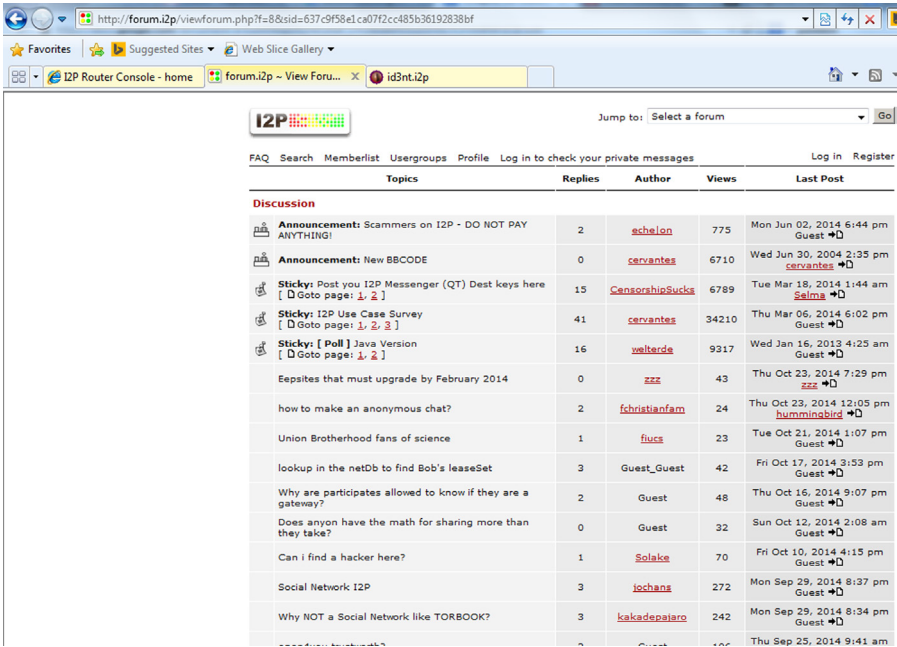 http://forum.i2p/viewforum.php?f=8&sid=637c9f58e1ca07f2cc485b36192838bf
Favorites Suggested Sites Web Slice Gallery
I2P Router Console - home forum.i2p ~ View Foru... X id3nt.i2p
I2P Jump to: Select a forum Go
FAQ Search Memberlist Usergroups Profile Log in to check your private messages Log in Register
Topics Replies Author Views Last Post
Discussion
Announcement: Scammers on I2P - DO NOT PAY ANYTHING! 2 echelon 775 Mon Jun 02, 2014 6:44 pm
Guest
Announcement: New BBCODE 0 cervantes 6710 Wed Jun 30, 2004 2:35 pm
cervantes
Sticky: Post you I2P Messenger (QT) Dest keys here 15 CensorshipSucks 6789 Tue Mar 18, 2014 1:44 am
[ Goto page: 1, 2 ] Selma
Sticky: I2P Use Case Survey 41 cervantes 34210 Thu Mar 06, 2014 6:02 pm
[ Goto page: 1, 2, 3 ] Guest
Sticky: [ Poll ] Java Version 16 welterde 9317 Wed Jan 16, 2013 4:25 am
[ Goto page: 1, 2 ] Guest
Eepsites that must upgrade by February 2014 0 zzz 43 Thu Oct 23, 2014 7:29 pm
zzz
how to make an anonymous chat? 2 fchristianfam 24 Thu Oct 23, 2014 12:05 pm
hummingbird
Union Brotherhood fans of science 1 fiucs 23 Tue Oct 21, 2014 1:07 pm
Guest
lookup in the netDb to find Bob's leaseSet 3 Guest_Guest 42 Fri Oct 17, 2014 3:53 pm
Guest
Why are participates allowed to know if they are a gateway? 2 Guest 48 Thu Oct 16, 2014 9:07 pm
Guest
Does anyon have the math for sharing more than they take? 0 Guest 32 Sun Oct 12, 2014 2:08 am
Guest
Can i find a hacker here? 1 Solake 70 Fri Oct 10, 2014 4:15 pm
Guest
Social Network I2P 3 jochans 272 Mon Sep 29, 2014 8:37 pm
Guest
Why NOT a Social Network like TORBOOK? 3 kakadepajaro 242 Mon Sep 29, 2014 8:34 pm
Guest
Thu Sep 25, 2014 9:41 am